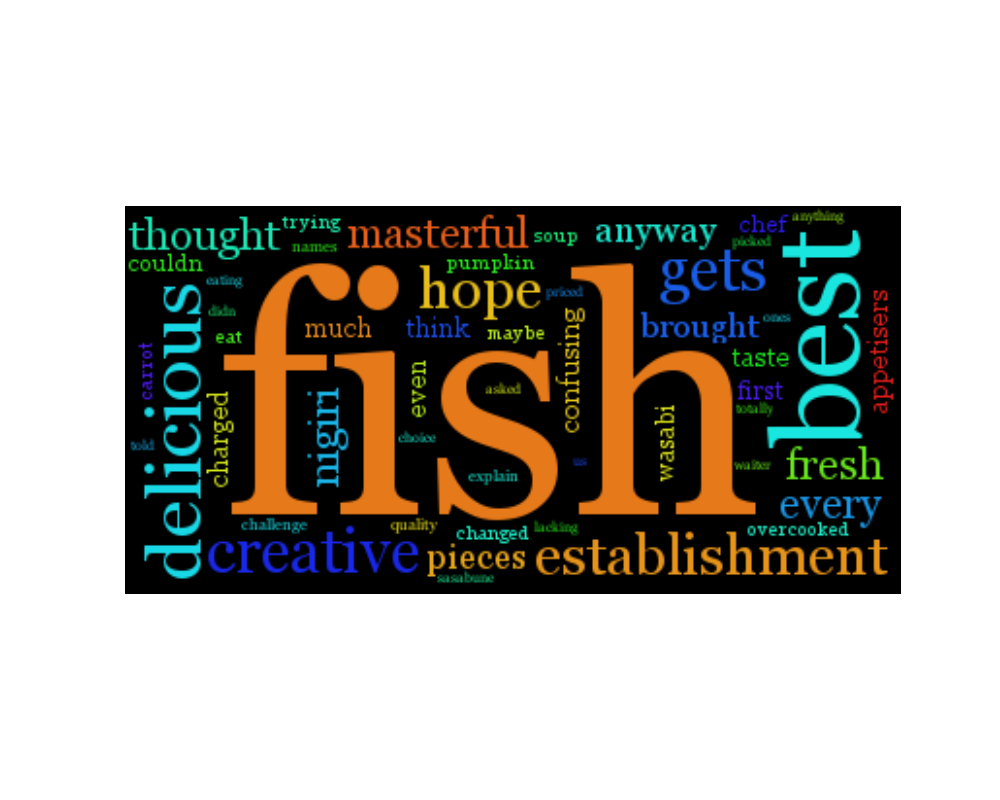 thought
trying
names
masterful
soup
anyway
chef
anything
picked
couldn
pumpkin
gets
best
eating
hope
priced
didn
delicious
fish
much
think
maybe
confusing
brought
ones
appetisers
eat
carrot
taste
even
asked
first
charged
nigiri
wasabi
totally
told
choice
us
waiter
fresh
explain
every
challenge
quality
changed
lacking
overcooked
creative
pieces
establishment
sasabune